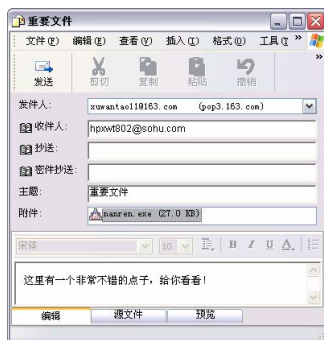 重要文件
文件(F) 编辑(E) 查看(V) 插入(I) 格式(O) 工具(T »
发送 剪切 复制 粘贴 撤销 »
发件人: xuwantao11@163.com (pop3.163.com)
收件人: hpxwt802@sohu.com
抄送:
密件抄送:
主题: 重要文件
附件: nanren.exe (27.0 KB)
宋体 10 B I U A
这里有一个非常不错的点子，给你看看！
编辑 源文件 预览